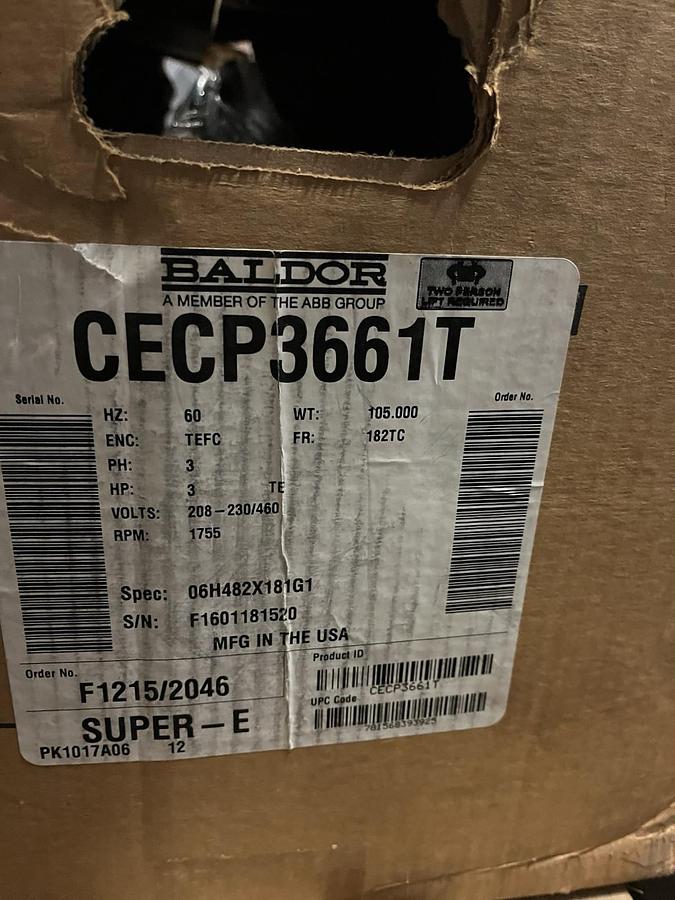 BALDOR
A MEMBER OF THE ABB GROUP
TWO PERSON
LIFT REQUIRED
CECP3661T
Serial No.
Order No.
HZ: 60 WT: 105.000
ENC: TEFC FR: 182TC
PH: 3
HP: 3 TE
VOLTS: 208-230/460
RPM: 1755
Spec: 06H482X181G1
S/N: F1601181520
MFG IN THE USA
Order No.
F1215/2046
Product ID
CECP3661T
UPC Code
781568393925
SUPER-E
PK1017A06 12